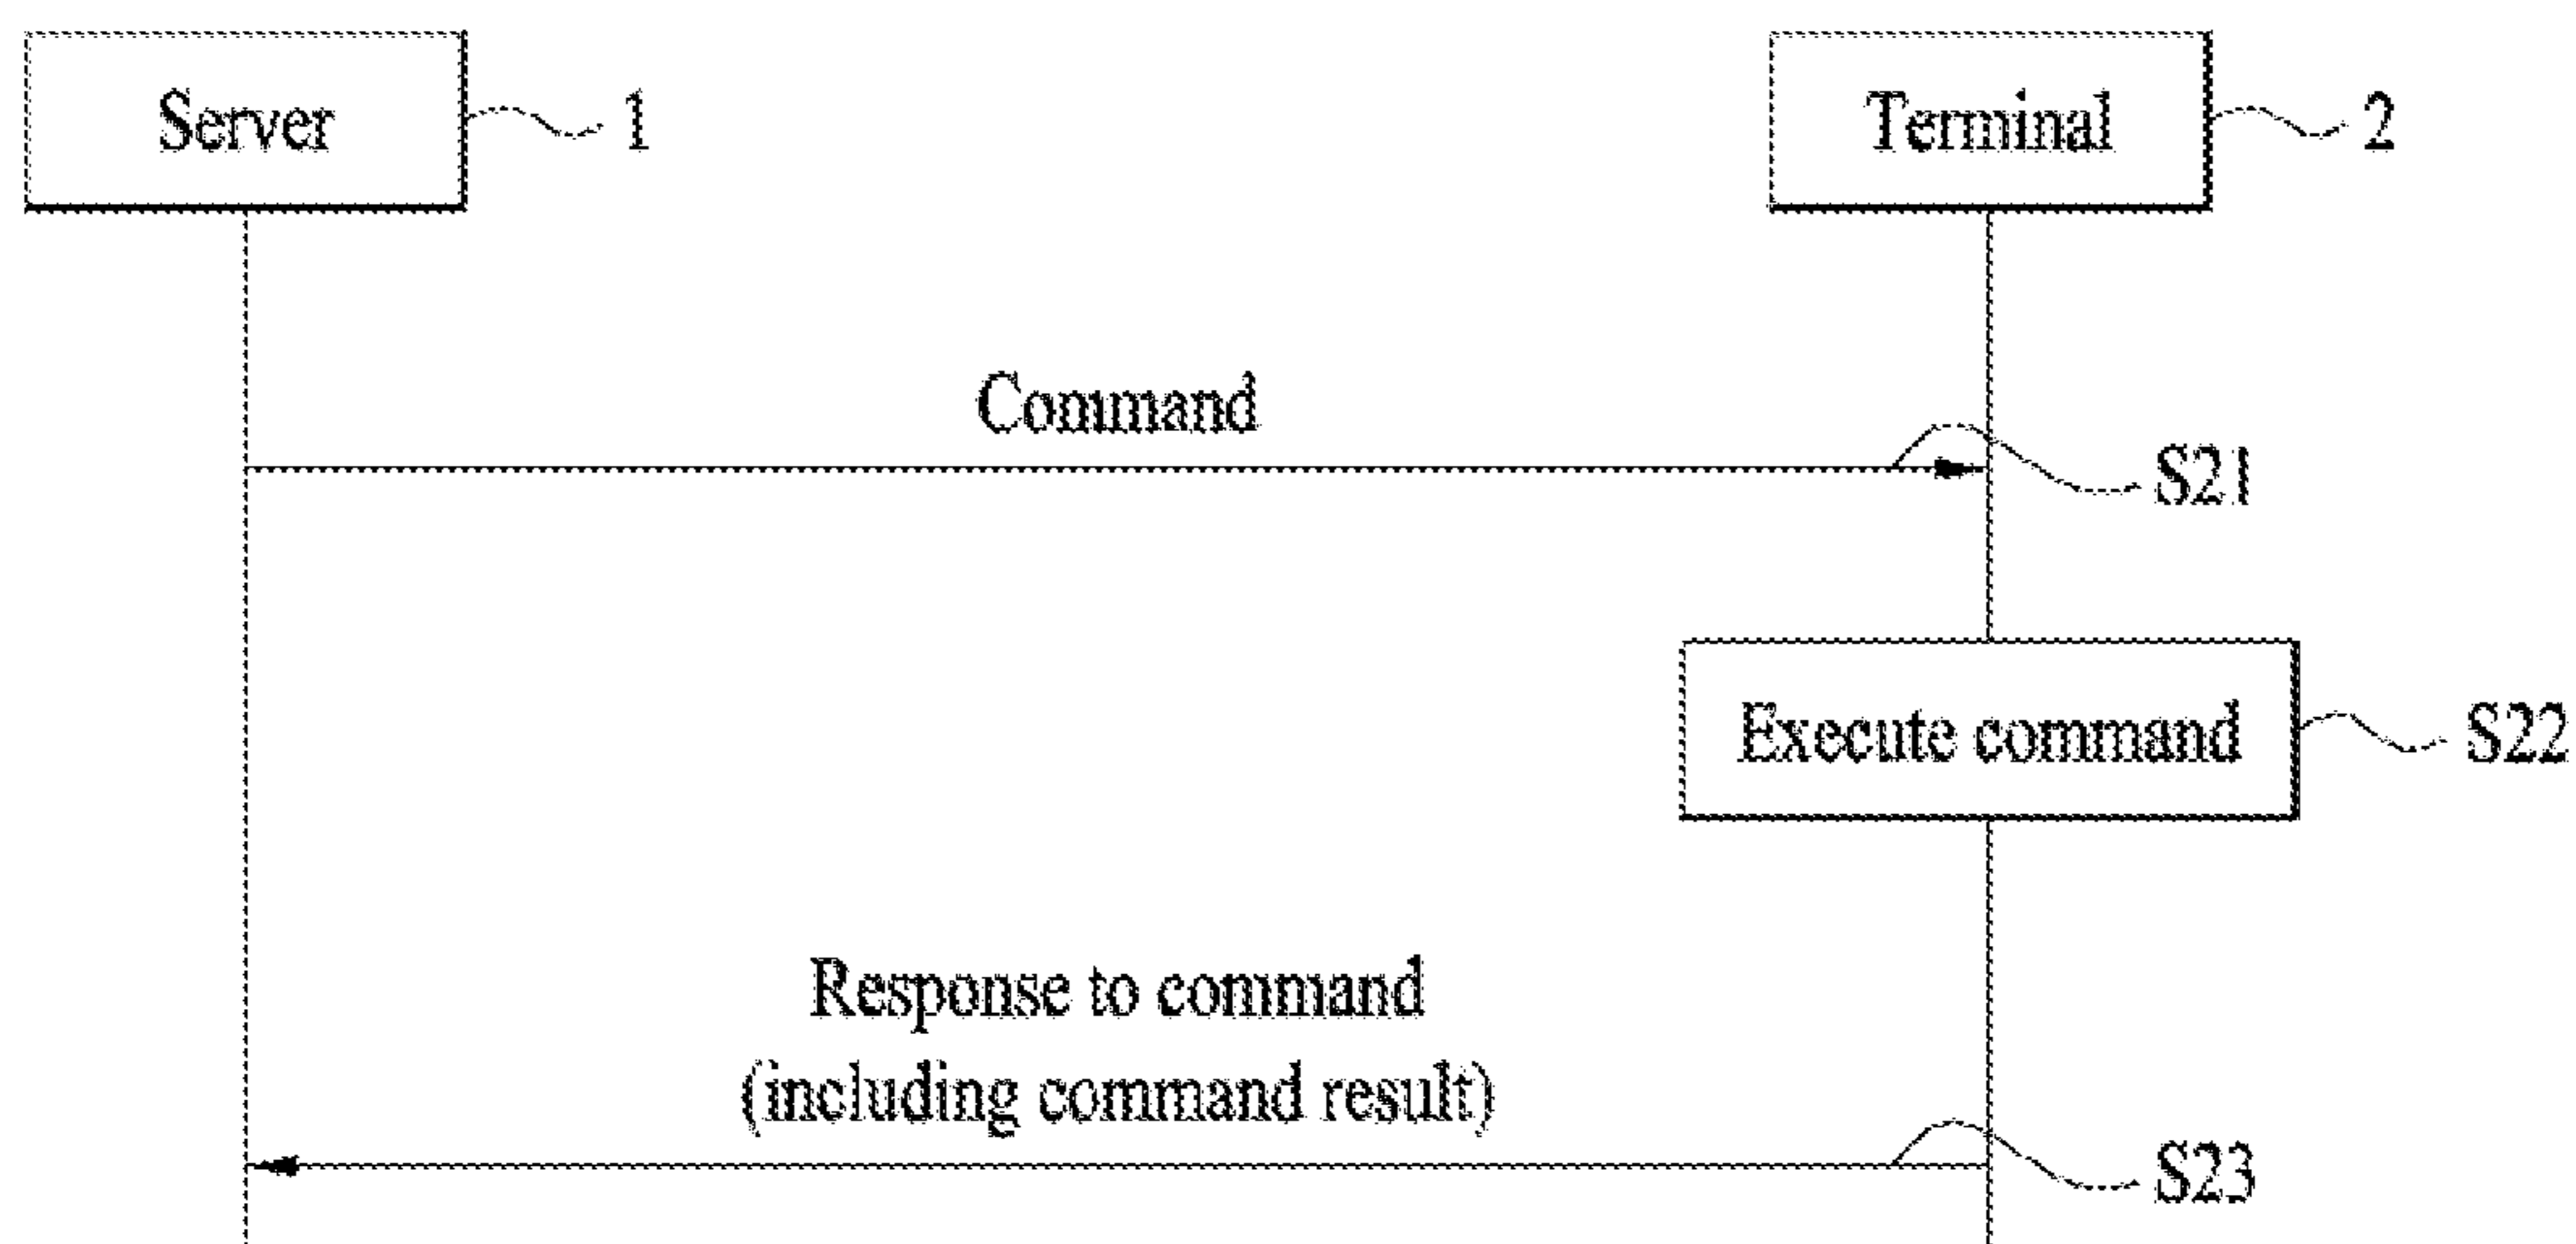 Server
1
Terminal
2
Command
S21
Execute command
S22
Response to command
(including command result)
S23